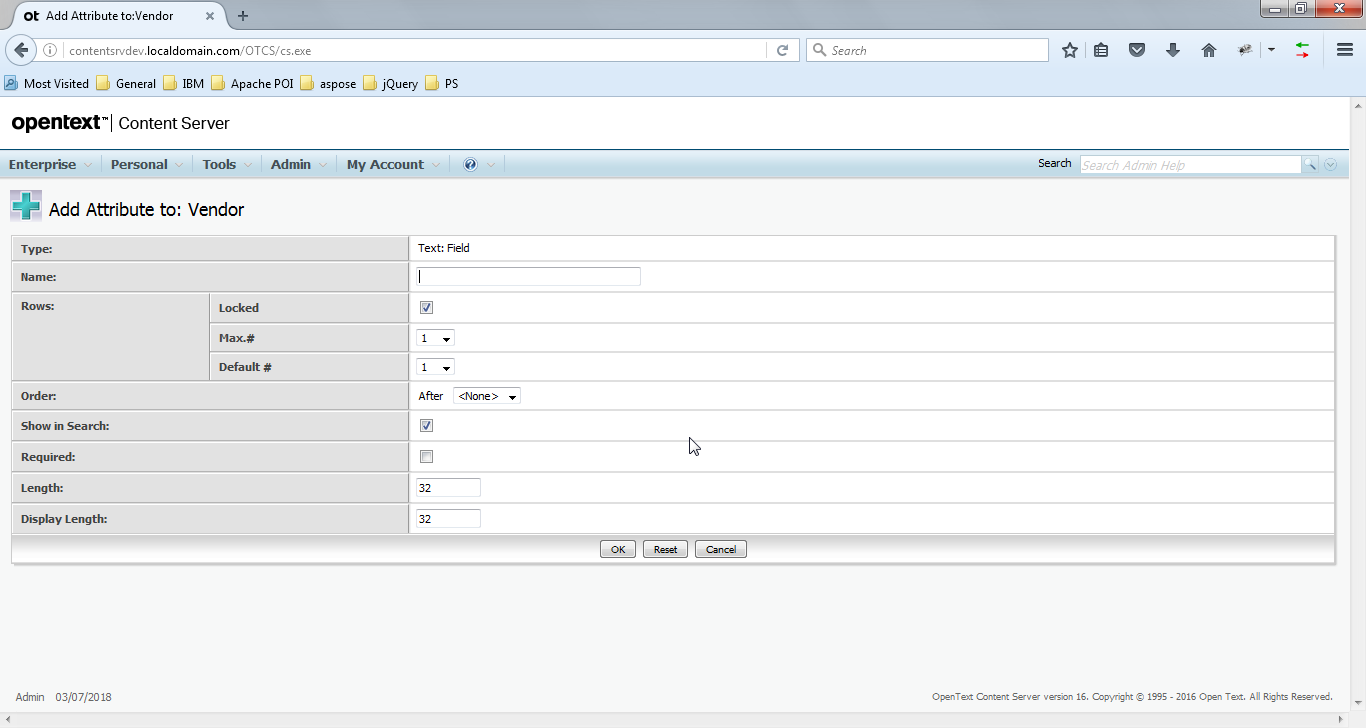 ot Add Attribute to:Vendor
contentsrvdev.localdomain.com/OTCS/cs.exe Search
Most Visited General IBM Apache POI aspose jQuery PS
opentext™ | Content Server
Enterprise Personal Tools Admin My Account Search Search Admin Help
Add Attribute to: Vendor
Type: Text: Field
Name:
Rows: Locked
Max.# 1
Default # 1
Order: After <None>
Show in Search:
Required:
Length: 32
Display Length: 32
OK Reset Cancel
Admin 03/07/2018 OpenText Content Server version 16. Copyright © 1995 - 2016 Open Text. All Rights Reserved.